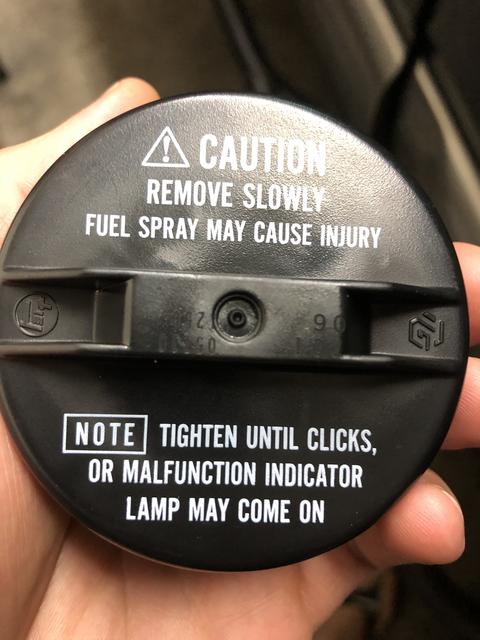 CAUTION
REMOVE SLOWLY
FUEL SPRAY MAY CAUSE INJURY
NOTE TIGHTEN UNTIL CLICKS,
OR MALFUNCTION INDICATOR
LAMP MAY COME ON